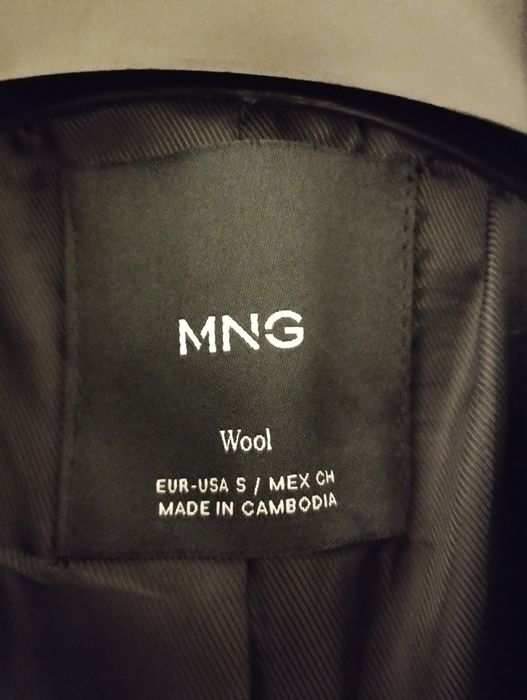 MNG
Wool
EUR-USA S / MEX CH
MADE IN CAMBODIA